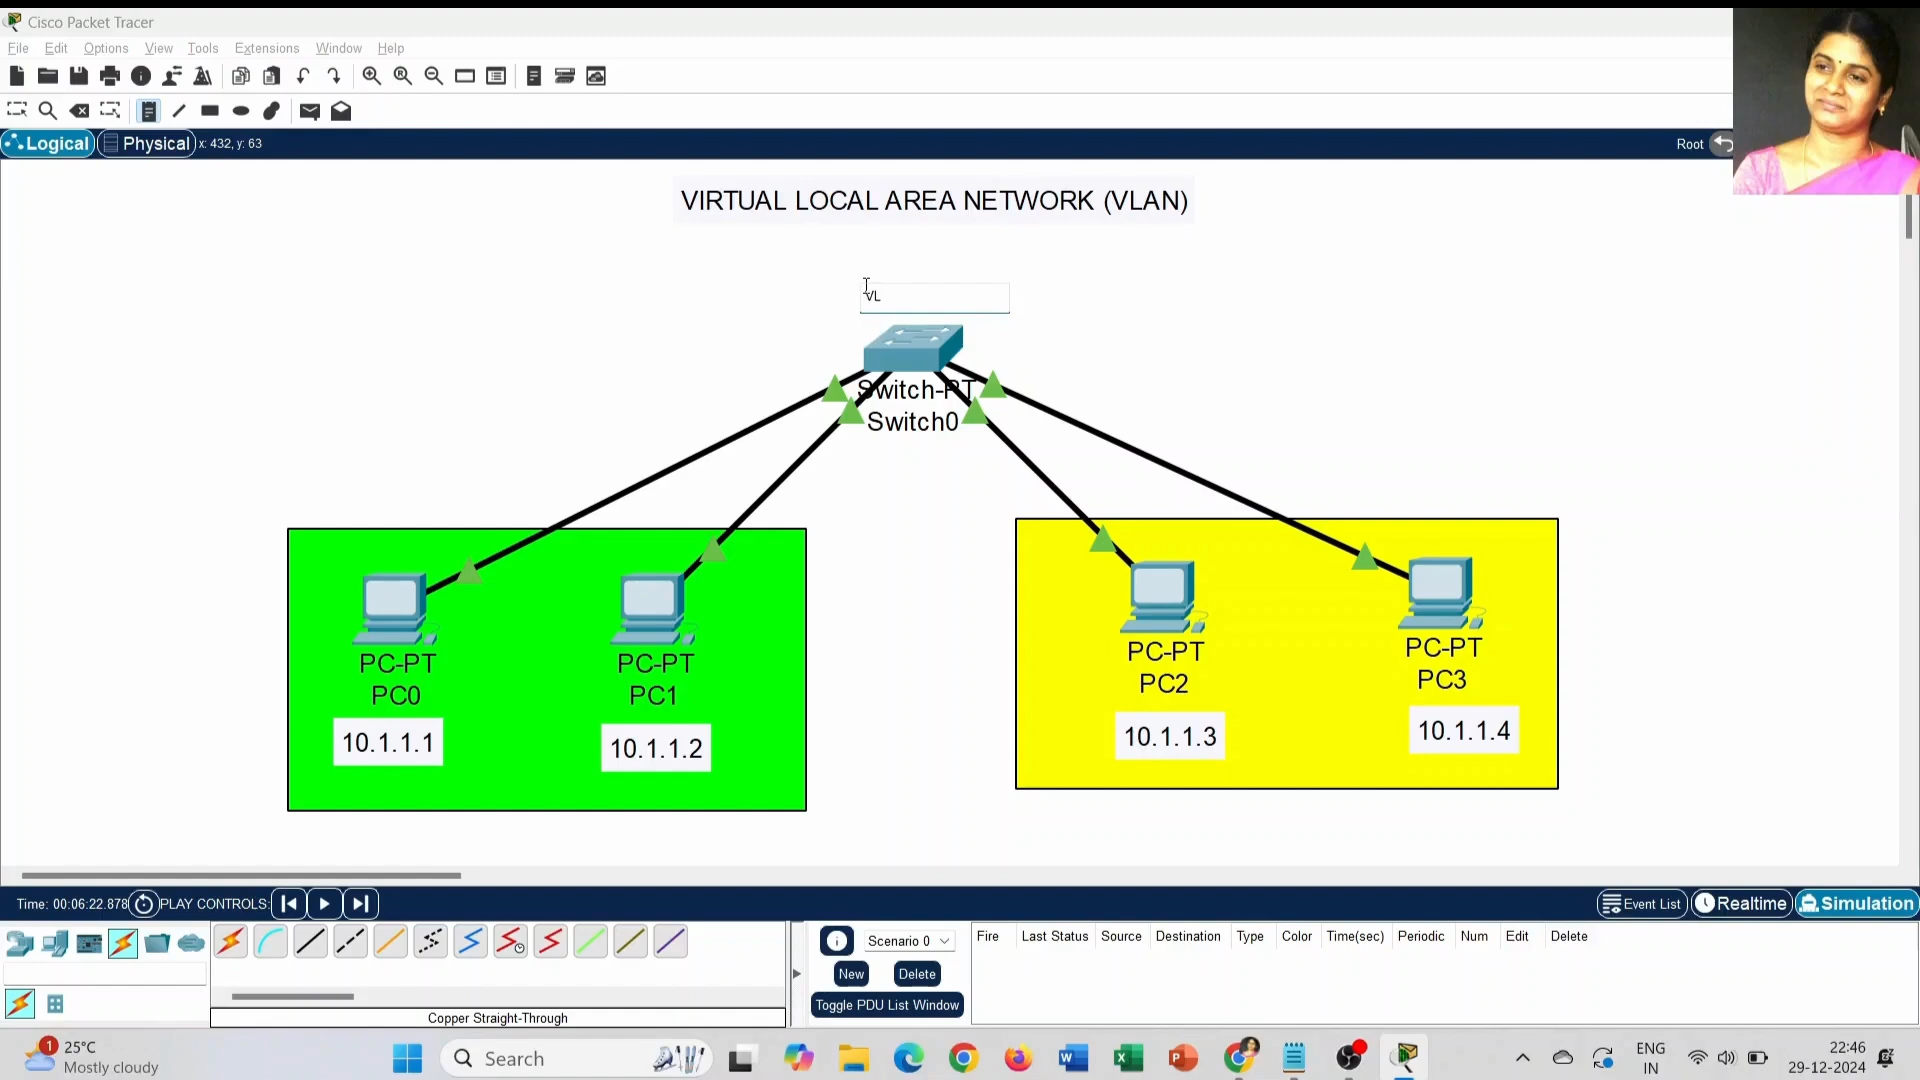 Cisco Packet Tracer
File Edit Options View Tools Extensions Window Help
Logical Physical x: 432, y: 63 Root
VIRTUAL LOCAL AREA NETWORK (VLAN)
VL
Switch-PT
Switch0
PC-PT
PC0
10.1.1.1
PC-PT
PC1
10.1.1.2
PC-PT
PC2
10.1.1.3
PC-PT
PC3
10.1.1.4
Time: 00:06:22.878 PLAY CONTROLS: Event List Realtime Simulation
Scenario 0
New Delete
Toggle PDU List Window
Fire Last Status Source Destination Type Color Time(sec) Periodic Num Edit Delete
Copper Straight-Through
1
25°C
Mostly cloudy
Search
ENG
IN
22:46
29-12-2024